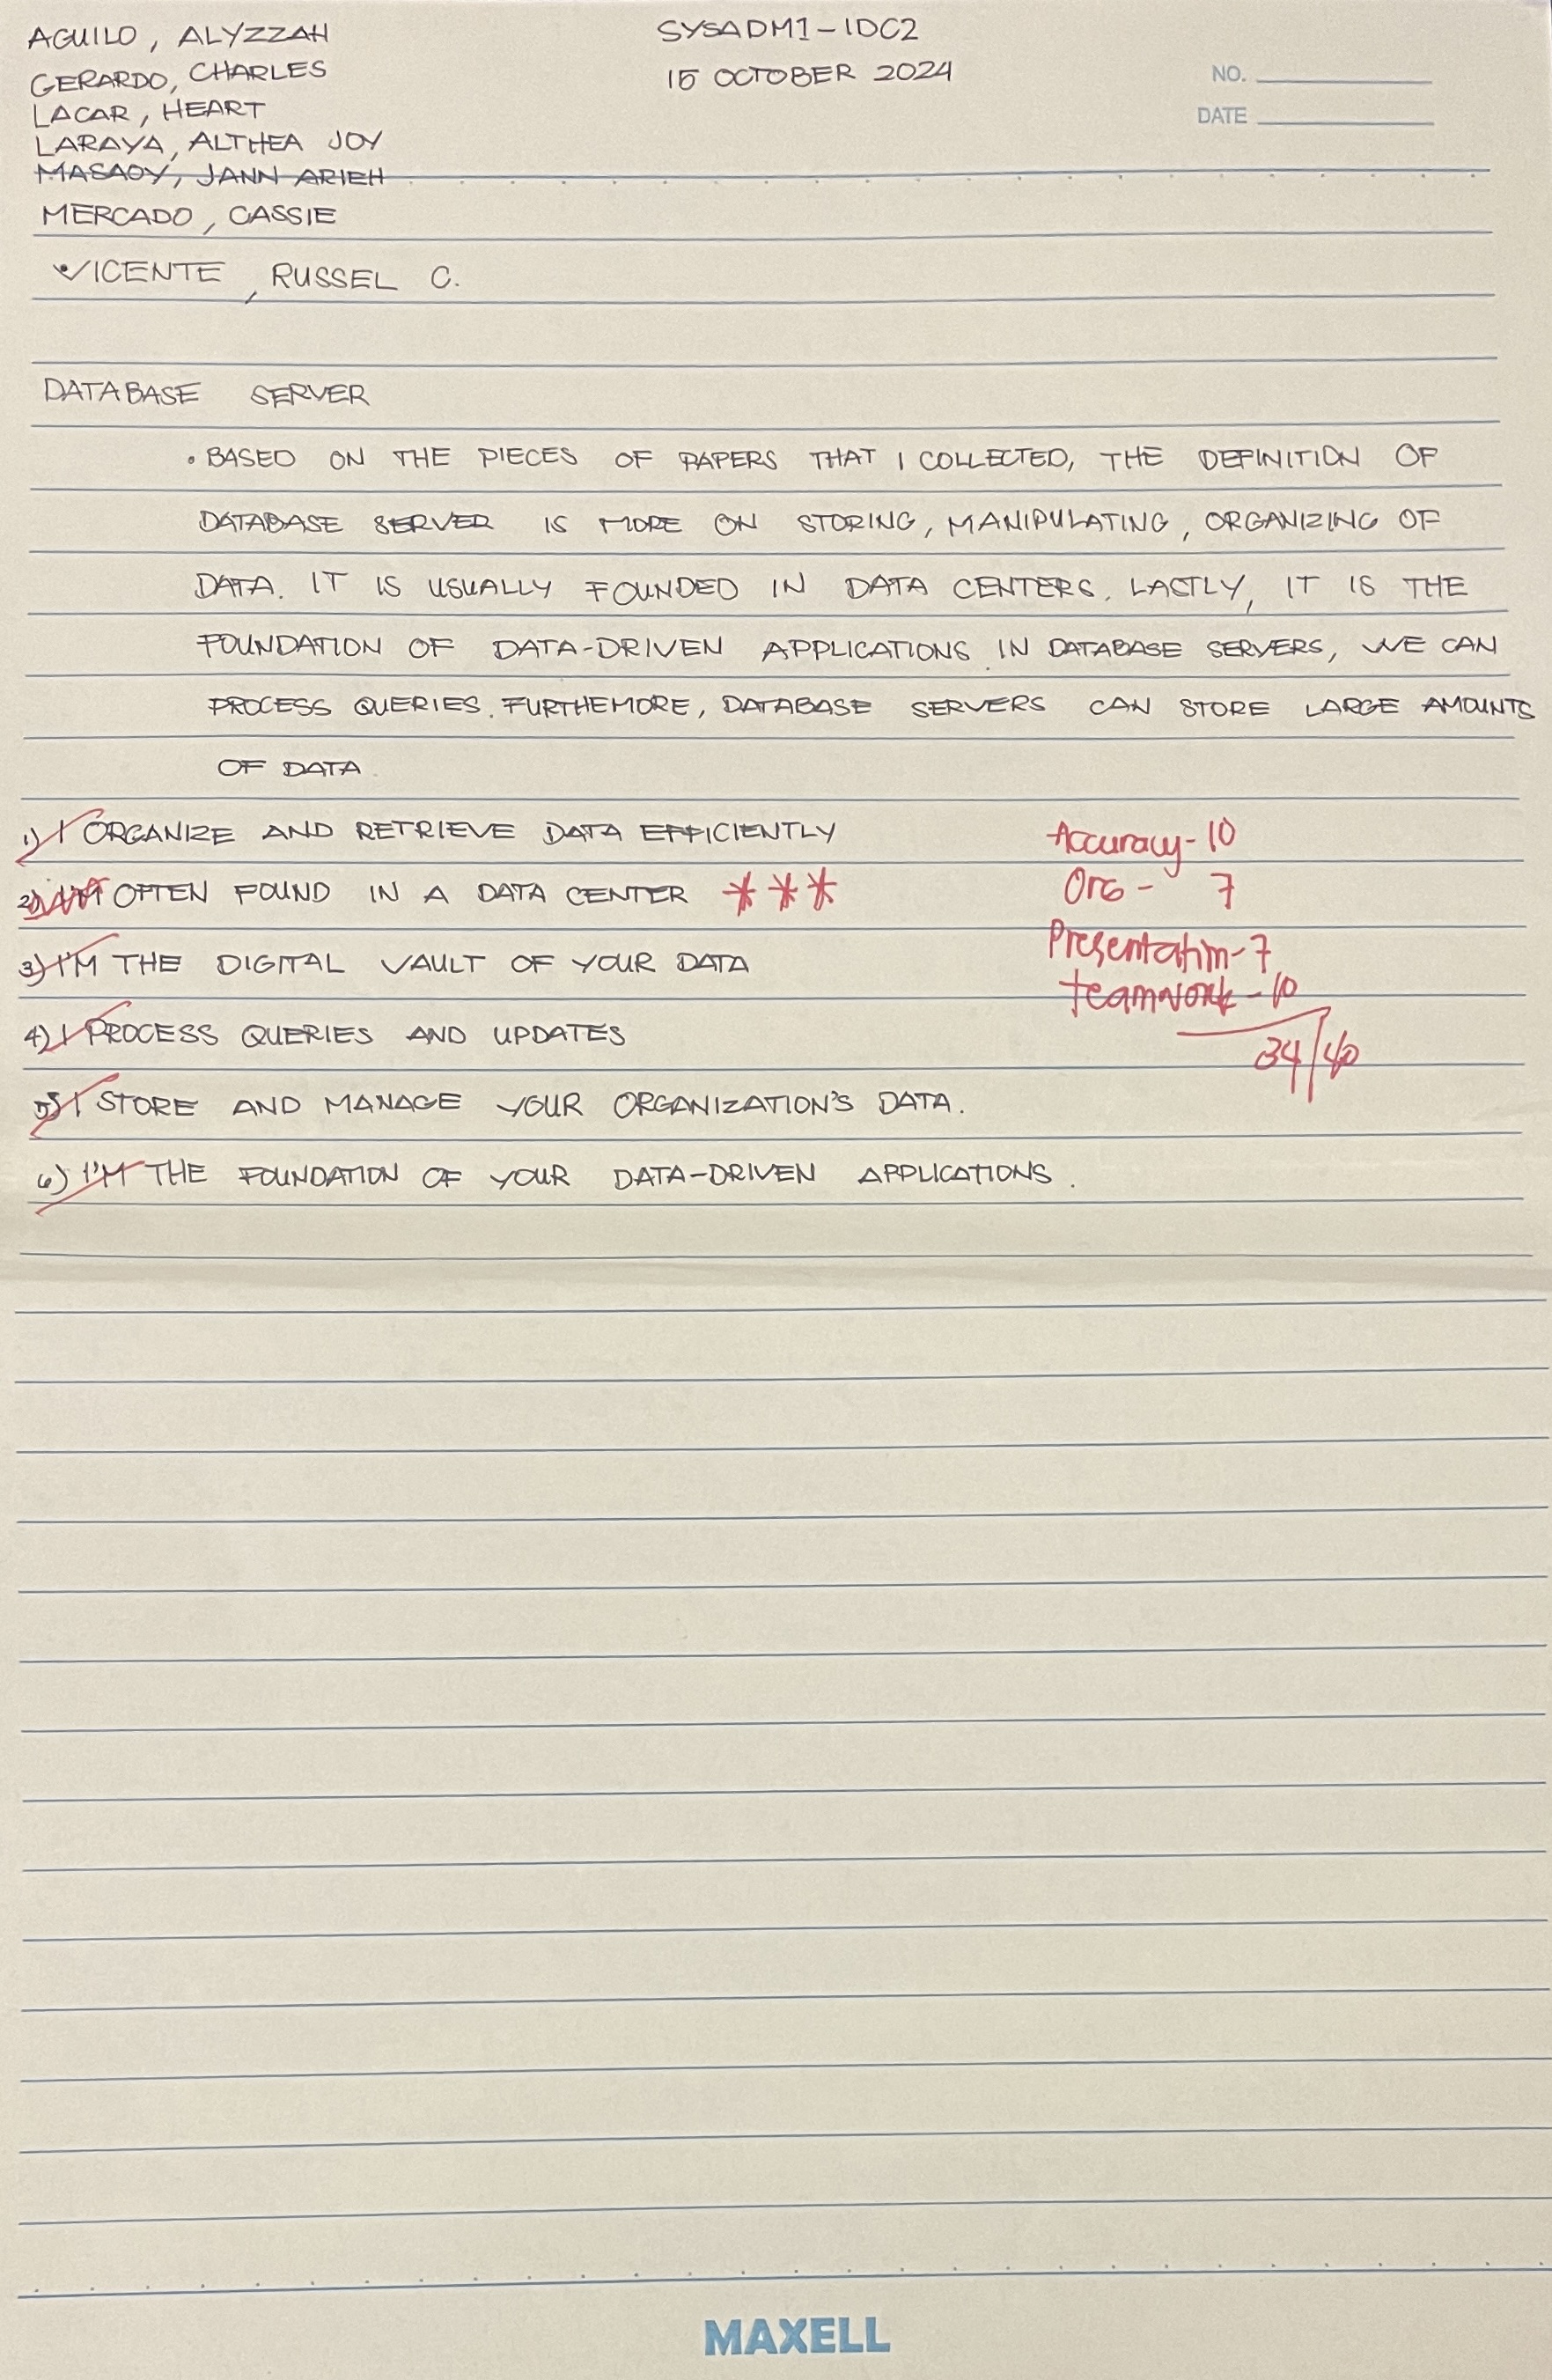 AGUILO, ALYZZAH
SYSADM1-IDC2
GERARDO, CHARLES
15 OCTOBER 2024
NO.
LACAR, HEART
DATE
LARAYA, ALTHEA JOY
MASAOY, JANN ARIEH
MERCADO, CASSIE
VICENTE, RUSSEL C.
DATABASE SERVER
• BASED ON THE PIECES OF PAPERS THAT I COLLECTED, THE DEFINITION OF
DATABASE SERVER IS MORE ON STORING, MANIPULATING, ORGANIZING OF
DATA. IT IS USUALLY FOUNDED IN DATA CENTERS. LASTLY, IT IS THE
FOUNDATION OF DATA-DRIVEN APPLICATIONS. IN DATABASE SERVERS, WE CAN
PROCESS QUERIES. FURTHEMORE, DATABASE SERVERS CAN STORE LARGE AMOUNTS
OF DATA.
1) I ORGANIZE AND RETRIEVE DATA EFFICIENTLY
Accuracy - 10
2) I'M OFTEN FOUND IN A DATA CENTER ***
Org - 7
3) I'M THE DIGITAL VAULT OF YOUR DATA
Presentation - 7
teamwork - 10
4) I PROCESS QUERIES AND UPDATES
34/40
5) I STORE AND MANAGE YOUR ORGANIZATION'S DATA.
6) I'M THE FOUNDATION OF YOUR DATA-DRIVEN APPLICATIONS.
MAXELL